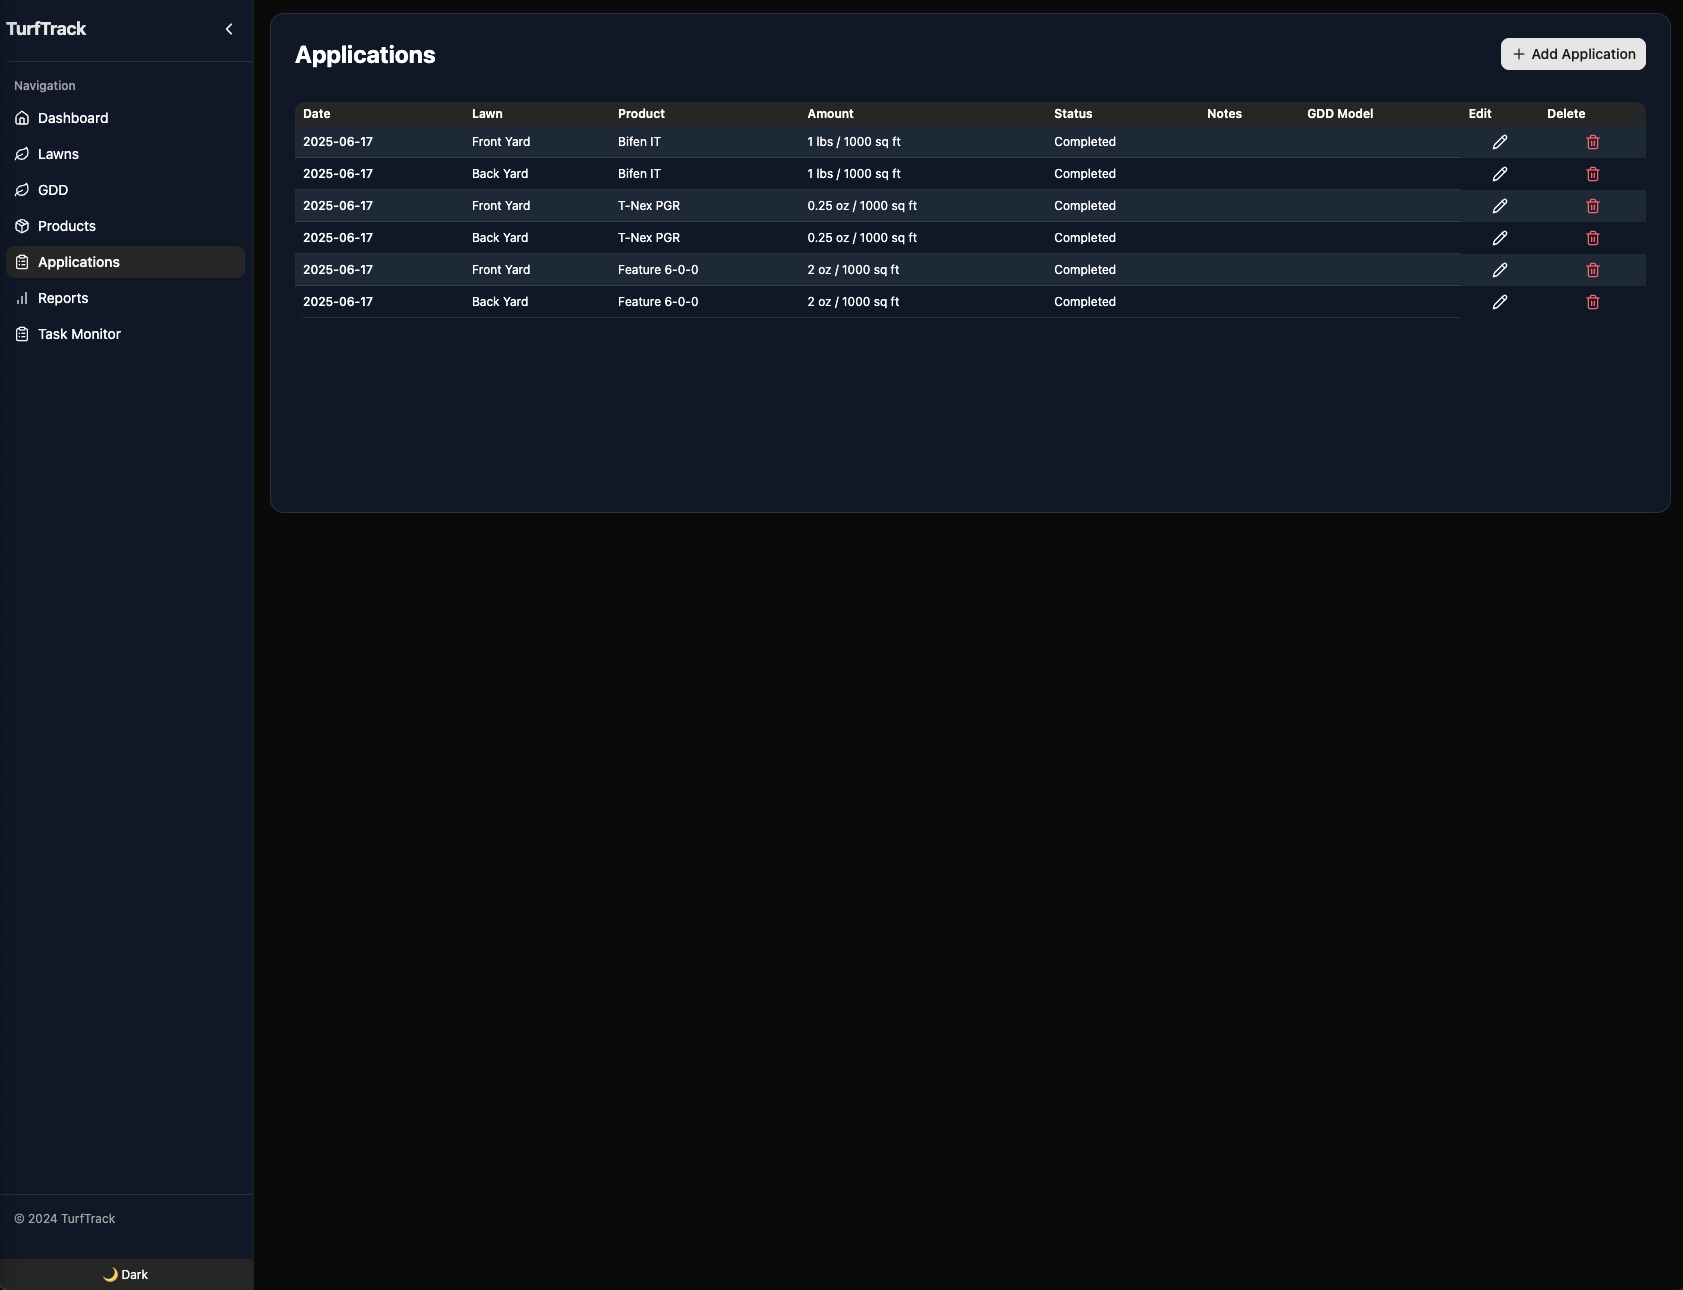 TurfTrack
Navigation
Dashboard
Lawns
GDD
Products
Applications
Reports
Task Monitor
© 2024 TurfTrack
🌙 Dark
Applications
+ Add Application
Date Lawn Product Amount Status Notes GDD Model Edit Delete
2025-06-17 Front Yard Bifen IT 1 lbs / 1000 sq ft Completed
2025-06-17 Back Yard Bifen IT 1 lbs / 1000 sq ft Completed
2025-06-17 Front Yard T-Nex PGR 0.25 oz / 1000 sq ft Completed
2025-06-17 Back Yard T-Nex PGR 0.25 oz / 1000 sq ft Completed
2025-06-17 Front Yard Feature 6-0-0 2 oz / 1000 sq ft Completed
2025-06-17 Back Yard Feature 6-0-0 2 oz / 1000 sq ft Completed